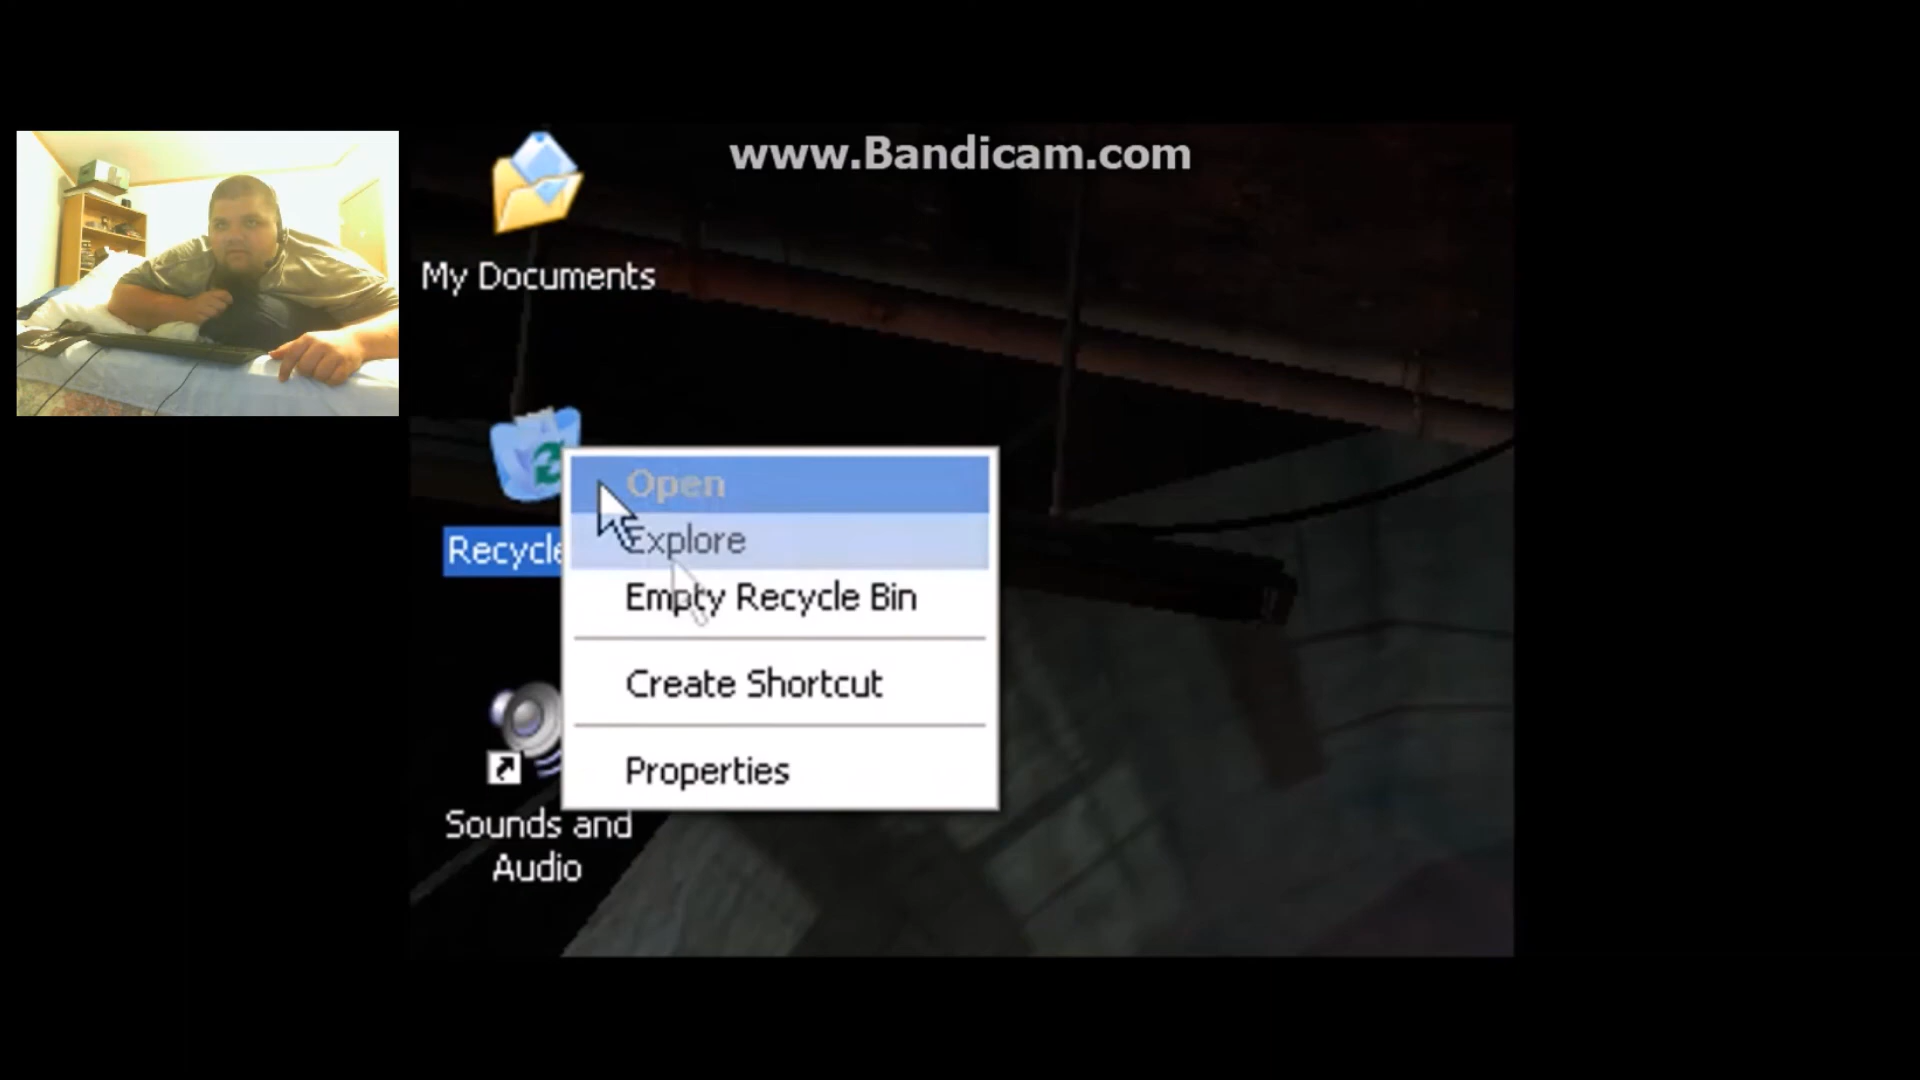 www.Bandicam.com
My Documents
Recycle
Open
Explore
Empty Recycle Bin
Create Shortcut
Properties
Sounds and
Audio